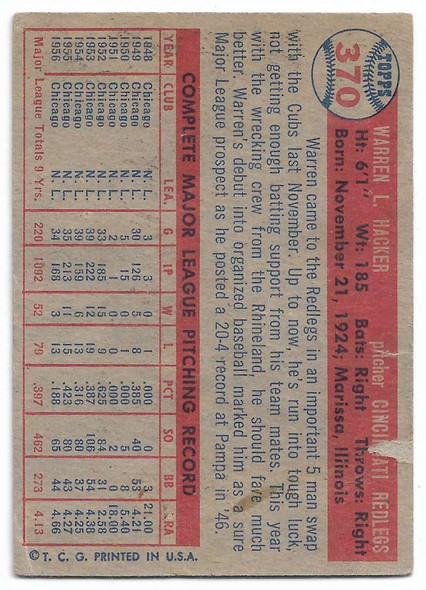 TOPPS
370
WARREN L. HACKER pitcher REDLEGS
Ht: 6'1" Wt: 185 Bats: Right Throws: Right
Born: November 21, 1924; Marissa, Illinois
Warren came to the Redlegs in an important 5 man swap
with the Cubs last November. Up to now, he's run into tough luck,
not getting enough batting support from his team mates. This year
with the wrecking crew from the Rhineland, he should fare much
better. Warren's debut into organized baseball marked him as a sure
Major League prospect as he posted a 20-4 record at Pampa in '46.
COMPLETE MAJOR LEAGUE PITCHING RECORD
YEAR CLUB LEA. G IP W L PCT SO BB ERA
1948 Chicago N. L. 3 3 0 1 .000 0 3 21.00
1949 Chicago N. L. 30 126 5 8 .385 40 53 4.21
1950 Chicago N. L. 5 15 0 1 .000 5 8
1951 Chicago N. L. 2 1 0 0 .000 2 0 18.00
1952 Chicago N. L. 33 185 15 9 .625 84 31 2.58
1953 Chicago N. L. 39 222 12 19 .387 106 54 4.38
1954 Chicago N. L. 39 159 6 13 .316 80 37 4.25
1955 Chicago N. L. 35 213 11 15 .423 80 43 4.27
1956 Chicago N. L. 34 168 3 13 .188 65 44 4.66
Major League Totals 9 Yrs. 220 1092 52 79 .397 462 273 4.13
© T. C. G. PRINTED IN U.S.A.